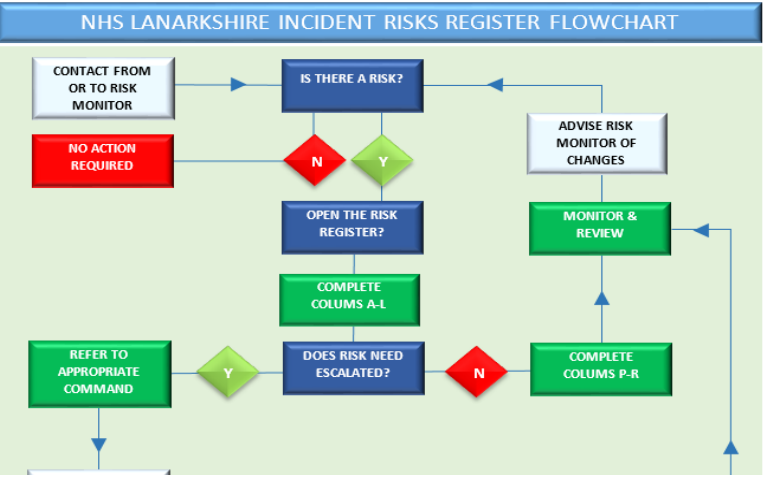 NHS LANARKSHIRE INCIDENT RISKS REGISTER FLOWCHART
CONTACT FROM
OR TO RISK
MONITOR
IS THERE A RISK?
NO ACTION
REQUIRED
N
Y
ADVISE RISK
MONITOR OF
CHANGES
OPEN THE RISK
REGISTER?
MONITOR &
REVIEW
COMPLETE
COLUMS A-L
REFER TO
APPROPRIATE
COMMAND
Y
DOES RISK NEED
ESCALATED?
N
COMPLETE
COLUMS P-R